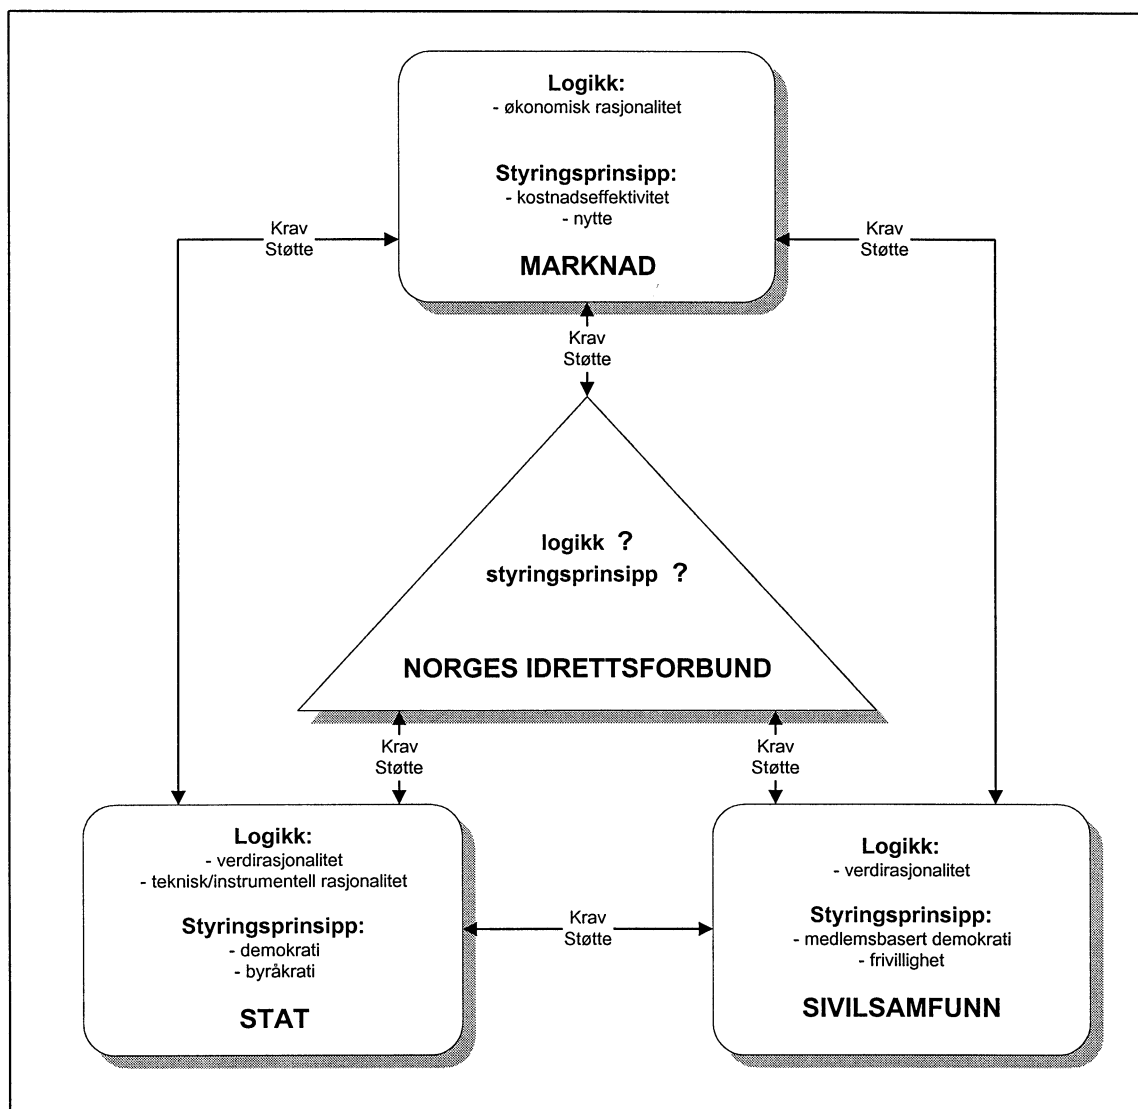 Logikk:
- økonomisk rasjonalitet
Styringsprinsipp:
- kostnadseffektivitet
- nytte
MARKNAD
Krav
Støtte
Krav
Støtte
Krav
Støtte
logikk ?
styringsprinsipp ?
NORGES IDRETTSFORBUND
Krav
Støtte
Krav
Støtte
Logikk:
- verdirasjonalitet
- teknisk/instrumentell rasjonalitet
Styringsprinsipp:
- demokrati
- byråkrati
STAT
Krav
Støtte
Logikk:
- verdirasjonalitet
Styringsprinsipp:
- medlemsbasert demokrati
- frivillighet
SIVILSAMFUNN